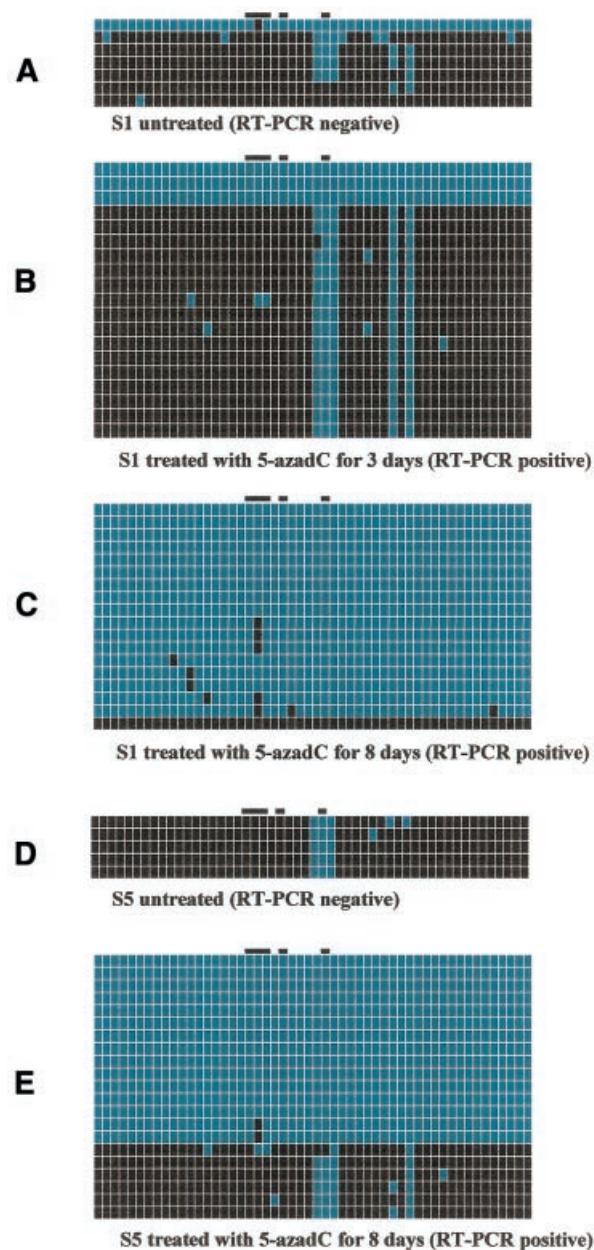 A
S1 untreated (RT-PCR negative)
B
S1 treated with 5-azadC for 3 days (RT-PCR positive)
C
S1 treated with 5-azadC for 8 days (RT-PCR positive)
D
S5 untreated (RT-PCR negative)
E
S5 treated with 5-azadC for 8 days (RT-PCR positive)